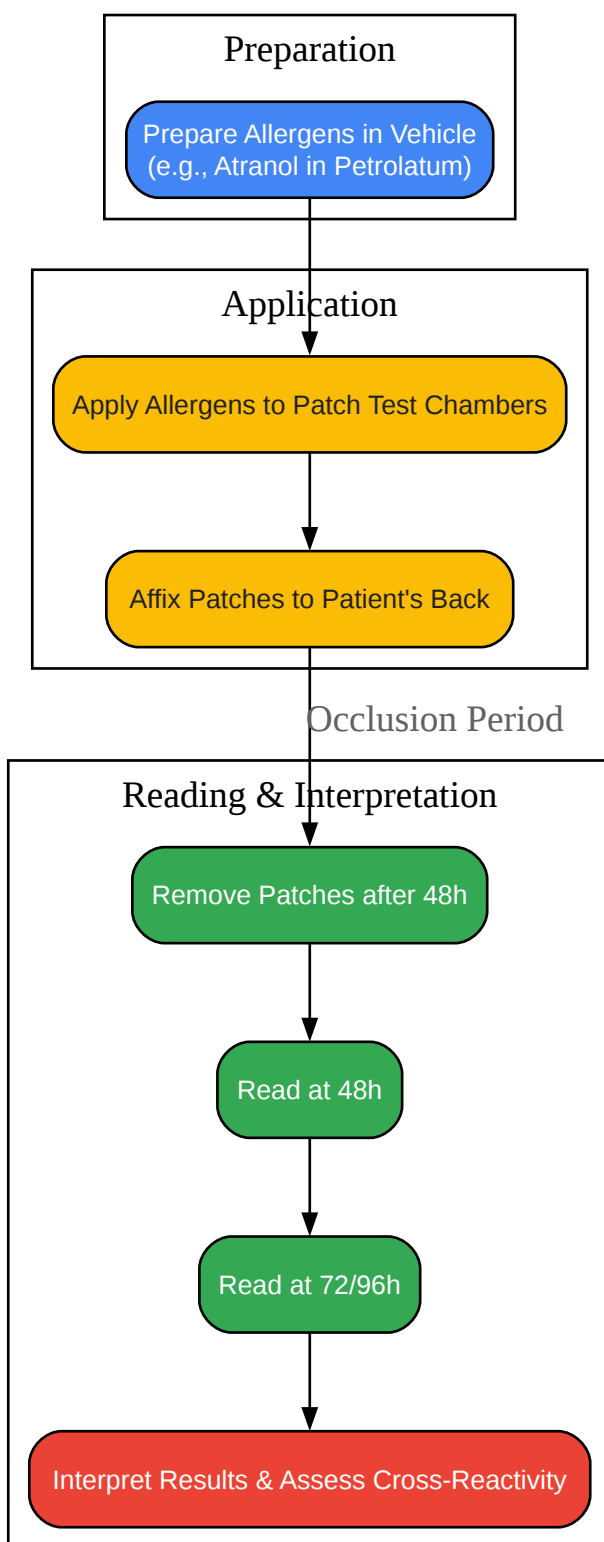 Preparation
Prepare Allergens in Vehicle
(e.g., Atranol in Petrolatum)
Application
Apply Allergens to Patch Test Chambers
Affix Patches to Patient's Back
Occlusion Period
Reading & Interpretation
Remove Patches after 48h
Read at 48h
Read at 72/96h
Interpret Results & Assess Cross-Reactivity